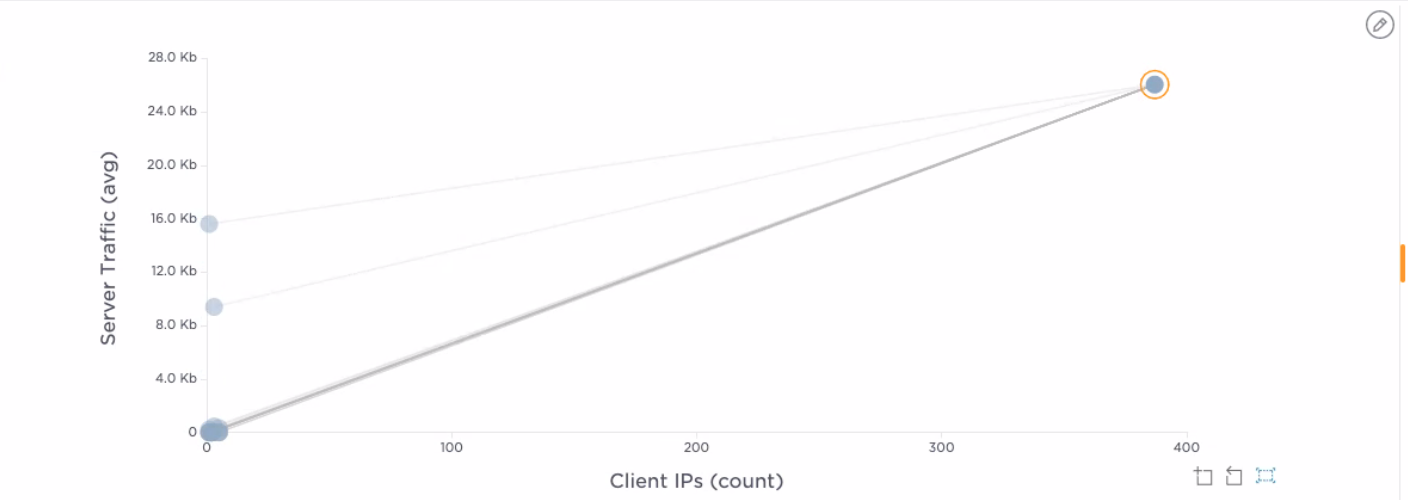 28.0 Kb
24.0 Kb
20.0 Kb
16.0 Kb
12.0 Kb
8.0 Kb
4.0 Kb
0
Server Traffic (avg)
0 100 200 300 400
Client IPs (count)